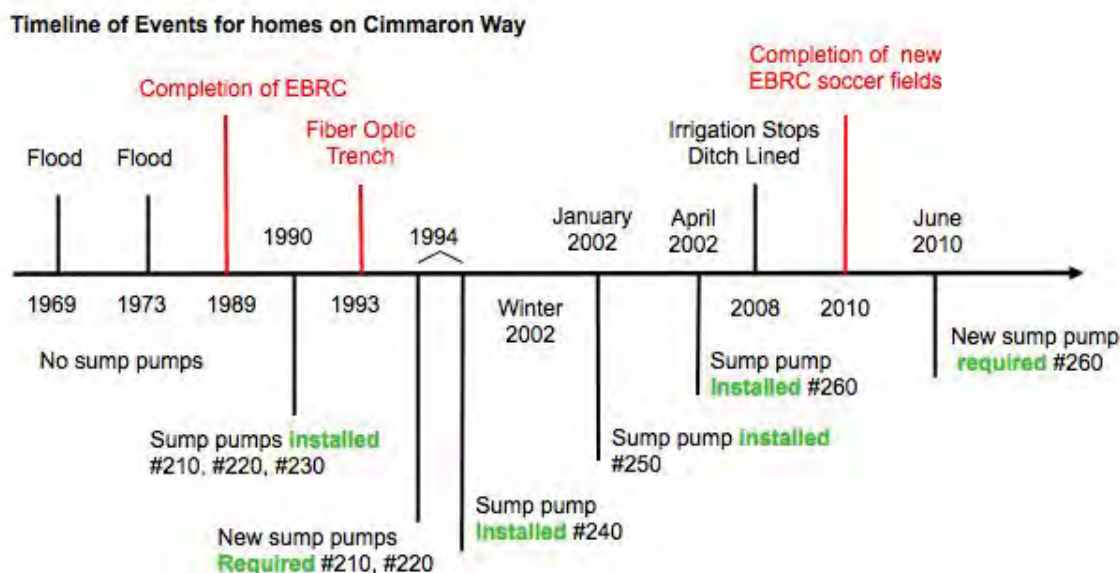 Timeline of Events for homes on Cimmaron Way
Completion of new
EBRC soccer fields
Completion of EBRC
Fiber Optic
Trench
Irrigation Stops
Ditch Lined
Flood
Flood
1990
1994
January
2002
April
2002
June
2010
1969
1973
1989
1993
Winter
2002
2008
2010
No sump pumps
New sump pump
required #260
Sump pump
Installed #260
Sump pumps installed
#210, #220, #230
Sump pump installed
#250
Sump pump
Installed #240
New sump pumps
Required #210, #220